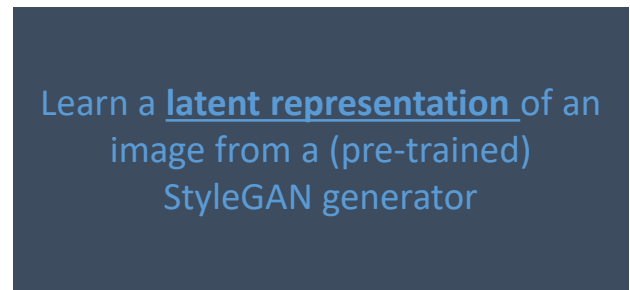 Learn a latent representation of an
image from a (pre-trained)
StyleGAN generator